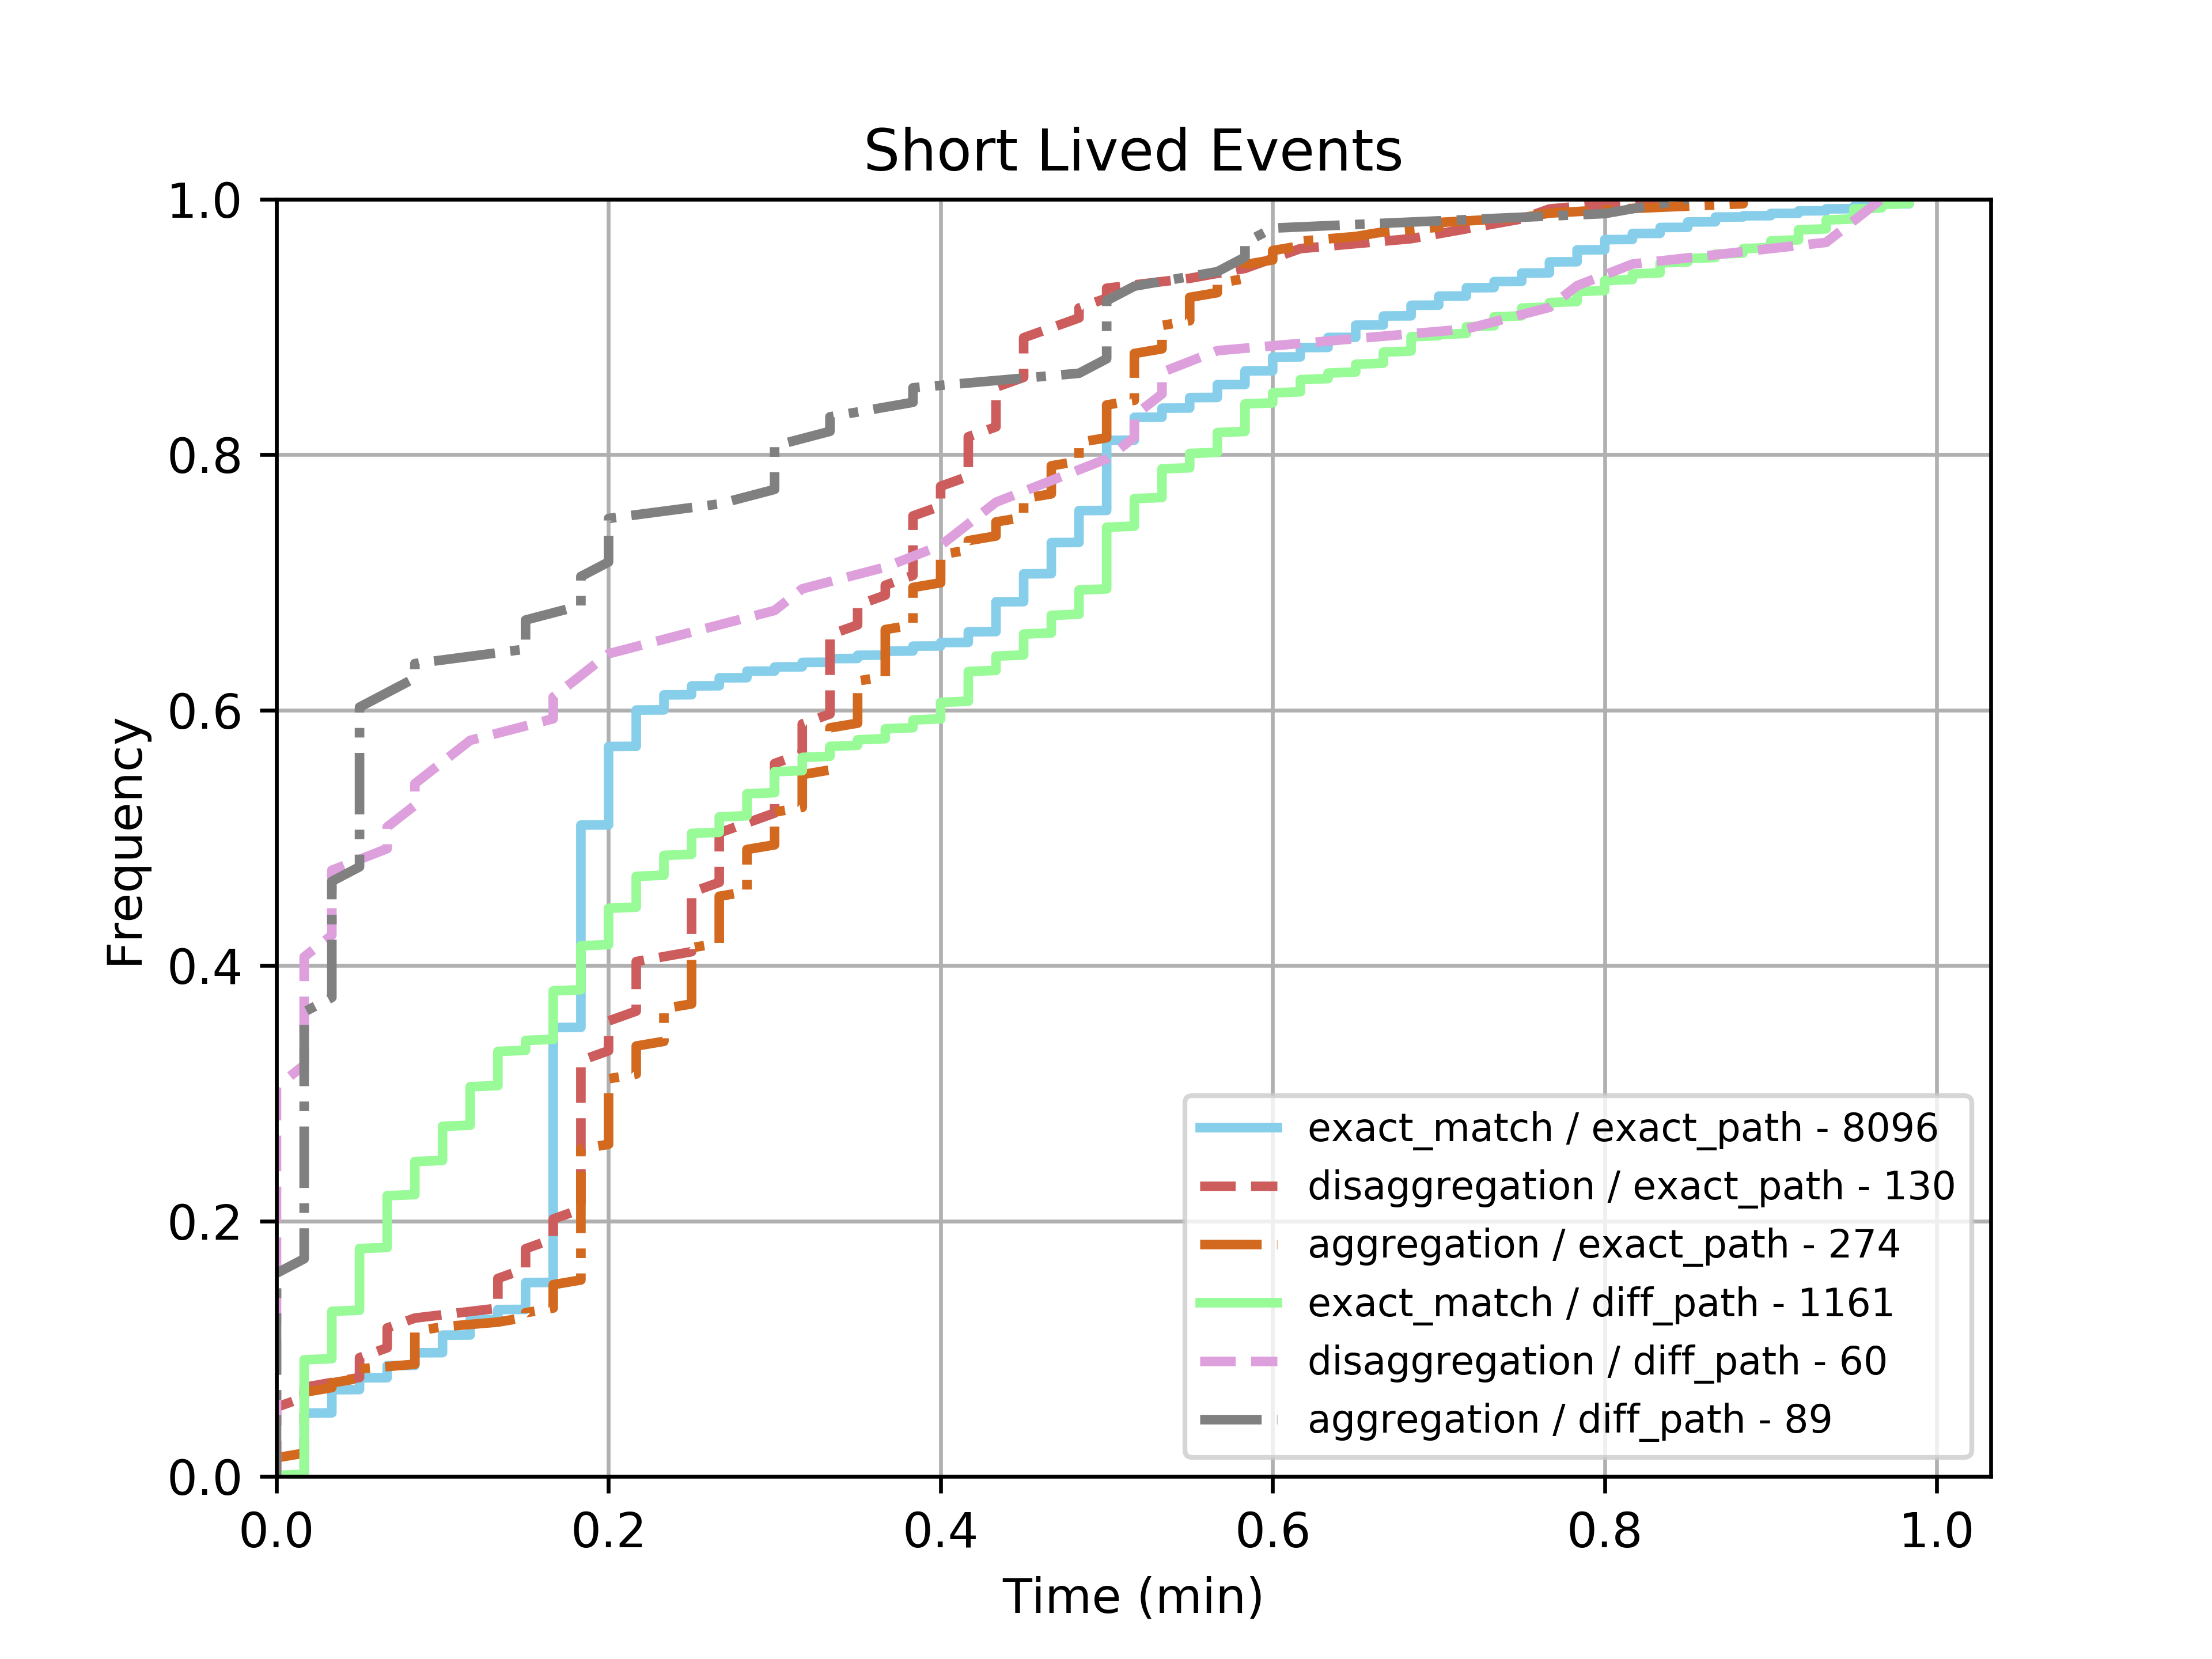 Short Lived Events
1.0
0.8
0.6
0.4
0.2
0.0
Frequency
0.0 0.2 0.4 0.6 0.8 1.0
Time (min)
exact_match / exact_path - 8096
disaggregation / exact_path - 130
aggregation / exact_path - 274
exact_match / diff_path - 1161
disaggregation / diff_path - 60
aggregation / diff_path - 89